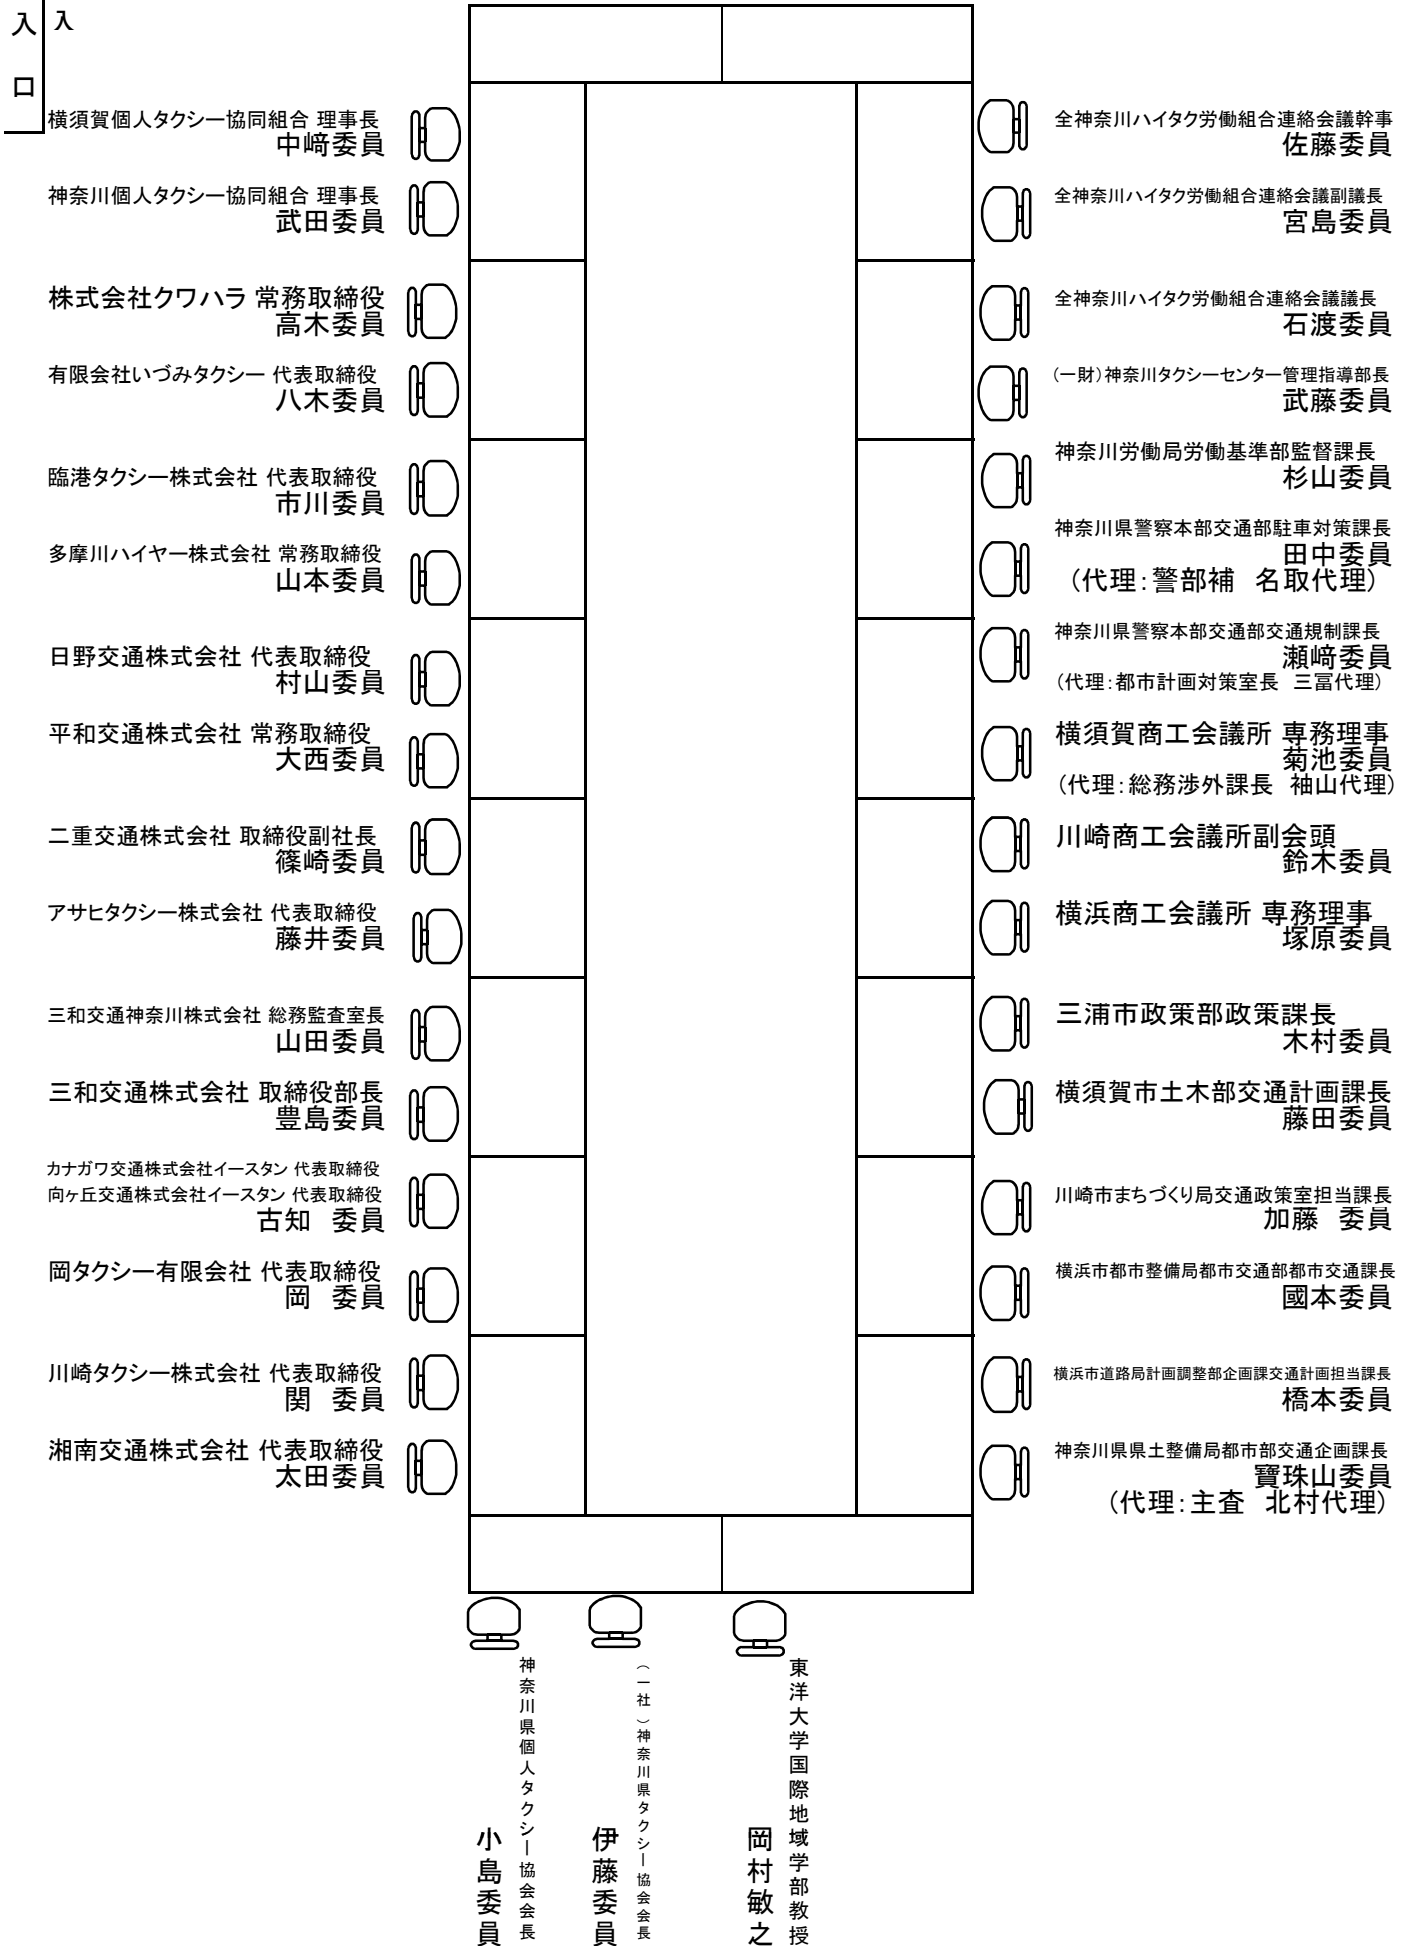 入口
入
横須賀個人タクシー協同組合 理事長
中﨑委員
神奈川個人タクシー協同組合 理事長
武田委員
株式会社クワハラ 常務取締役
高木委員
有限会社いづみタクシー 代表取締役
八木委員
臨港タクシー株式会社 代表取締役
市川委員
多摩川ハイヤー株式会社 常務取締役
山本委員
日野交通株式会社 代表取締役
村山委員
平和交通株式会社 常務取締役
大西委員
二重交通株式会社 取締役副社長
篠崎委員
アサヒタクシー株式会社 代表取締役
藤井委員
三和交通神奈川株式会社 総務監査室長
山田委員
三和交通株式会社 取締役部長
豊島委員
カナガワ交通株式会社イースタン 代表取締役
向ヶ丘交通株式会社イースタン 代表取締役
古知 委員
岡タクシー有限会社 代表取締役
岡 委員
川崎タクシー株式会社 代表取締役
関 委員
湘南交通株式会社 代表取締役
太田委員
全神奈川ハイタク労働組合連絡会議幹事
佐藤委員
全神奈川ハイタク労働組合連絡会議副議長
宮島委員
全神奈川ハイタク労働組合連絡会議議長
石渡委員
（一財）神奈川タクシーセンター管理指導部長
武藤委員
神奈川労働局労働基準部監督課長
杉山委員
神奈川県警察本部交通部駐車対策課長
田中委員
（代理：警部補 名取代理）
神奈川県警察本部交通部交通規制課長
瀬﨑委員
（代理：都市計画対策室長 三冨代理）
横須賀商工会議所 専務理事
菊池委員
（代理：総務渉外課長 袖山代理）
川崎商工会議所副会頭
鈴木委員
横浜商工会議所 専務理事
塚原委員
三浦市政策部政策課長
木村委員
横須賀市土木部交通計画課長
藤田委員
川崎市まちづくり局交通政策室担当課長
加藤 委員
横浜市都市整備局都市交通部都市交通課長
國本委員
横浜市道路局計画調整部企画課交通計画担当課長
橋本委員
神奈川県県土整備局都市部交通企画課長
寶珠山委員
（代理：主査 北村代理）
東洋大学国際地域学部教授
岡村敏之
（一社）神奈川県タクシー協会会長
伊藤委員
神奈川県個人タクシー協会会長
小島委員